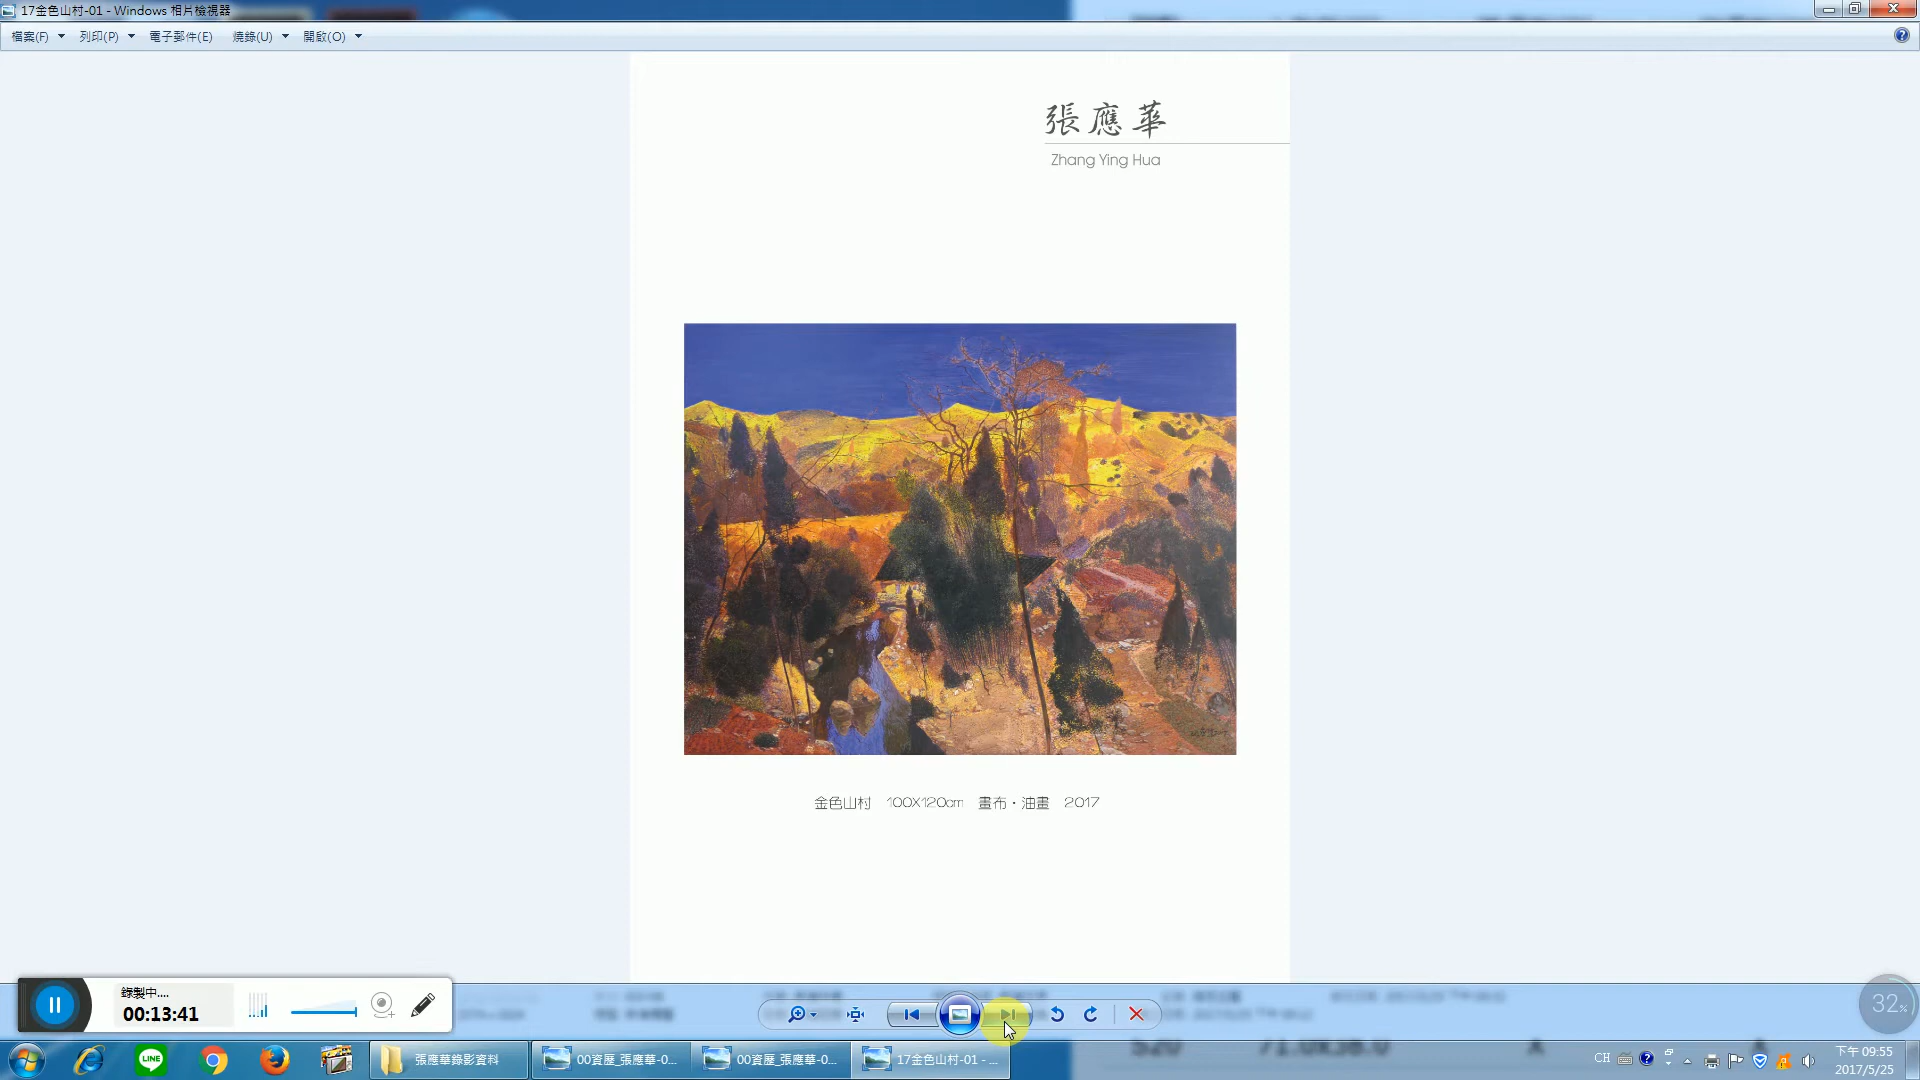 17金色山村-01 - Windows 相片檢視器
檔案(F) 列印(P) 電子郵件(E) 燒錄(U) 開啟(O)
張應華
Zhang Ying Hua
金色山村 100X120cm 畫布・油畫 2017
錄製中....
00:13:41
32%
LINE
張應華錄影資料
00資歷_張應華-0...
00資歷_張應華-0...
17金色山村-01 - ...
CH
下午 09:55
2017/5/25